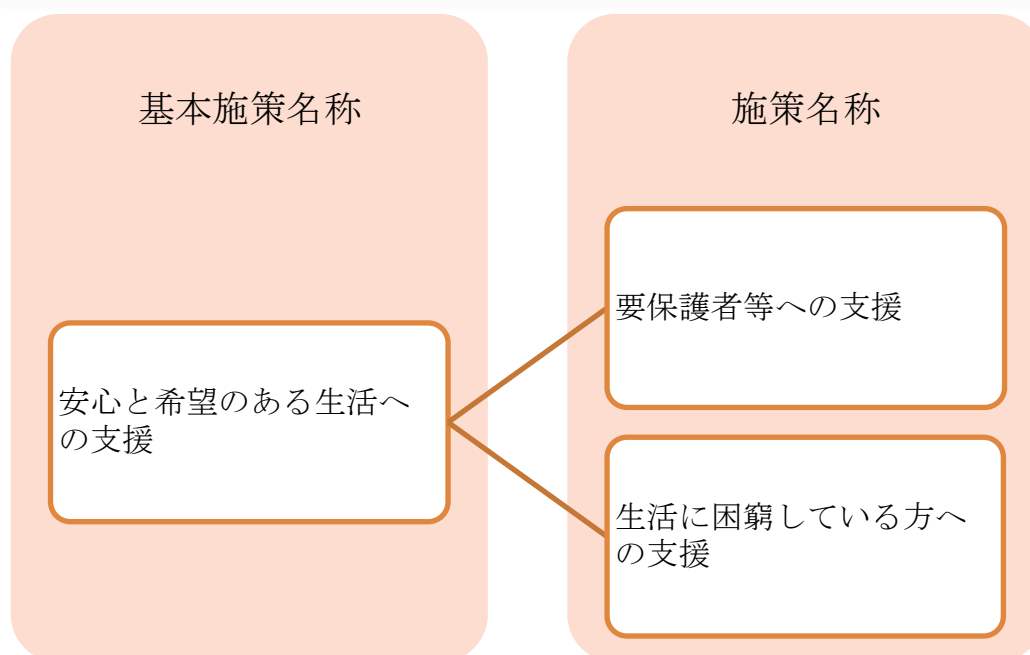 基本施策名称
施策名称
安心と希望のある生活へ
の支援
要保護者等への支援
生活に困窮している方へ
の支援